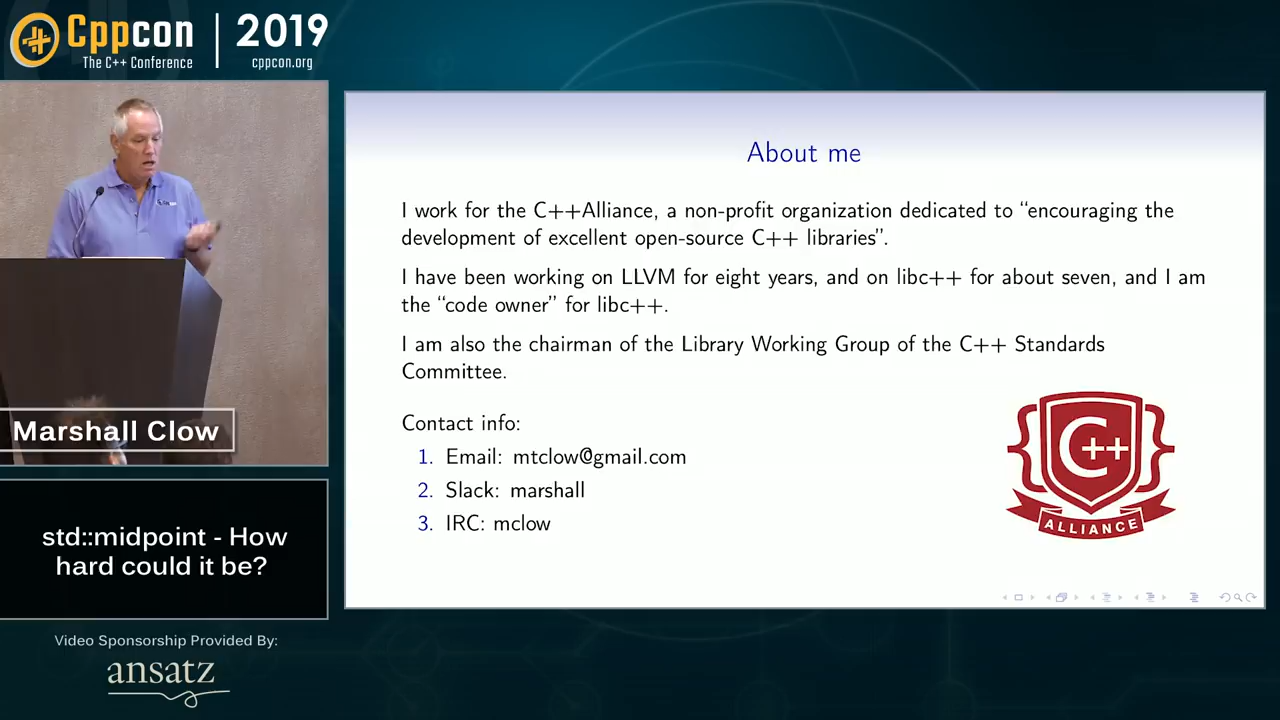 Cppcon | 2019
The C++ Conference cppcon.org
About me
I work for the C++Alliance, a non-profit organization dedicated to “encouraging the
development of excellent open-source C++ libraries”.
I have been working on LLVM for eight years, and on libc++ for about seven, and I am
the “code owner” for libc++.
I am also the chairman of the Library Working Group of the C++ Standards
Committee.
Contact info:
1. Email: mtclow@gmail.com
2. Slack: marshall
3. IRC: mclow
C++
ALLIANCE
Marshall Clow
std::midpoint - How
hard could it be?
Video Sponsorship Provided By:
ansatz